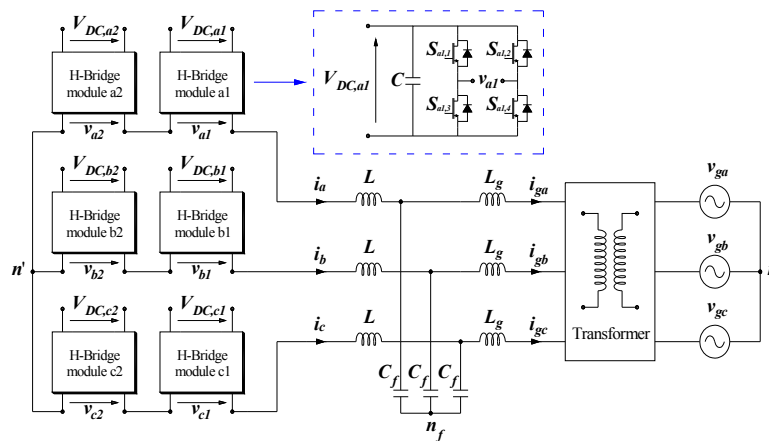 V_DC,a2 V_DC,a1
H-Bridge
module a2
H-Bridge
module a1
v_a2 v_a1
V_DC,a1
C
S_a1,1 S_a1,2
v_a1
S_a1,3 S_a1,4
V_DC,b2 V_DC,b1
H-Bridge
module b2
H-Bridge
module b1
n' v_b2 v_b1
V_DC,c2 V_DC,c1
H-Bridge
module c2
H-Bridge
module c1
v_c2 v_c1
i_a L L_g i_ga
i_b L L_g i_gb
i_c L L_g i_gc
C_f C_f C_f
n_f
Transformer
v_ga
v_gb
v_gc